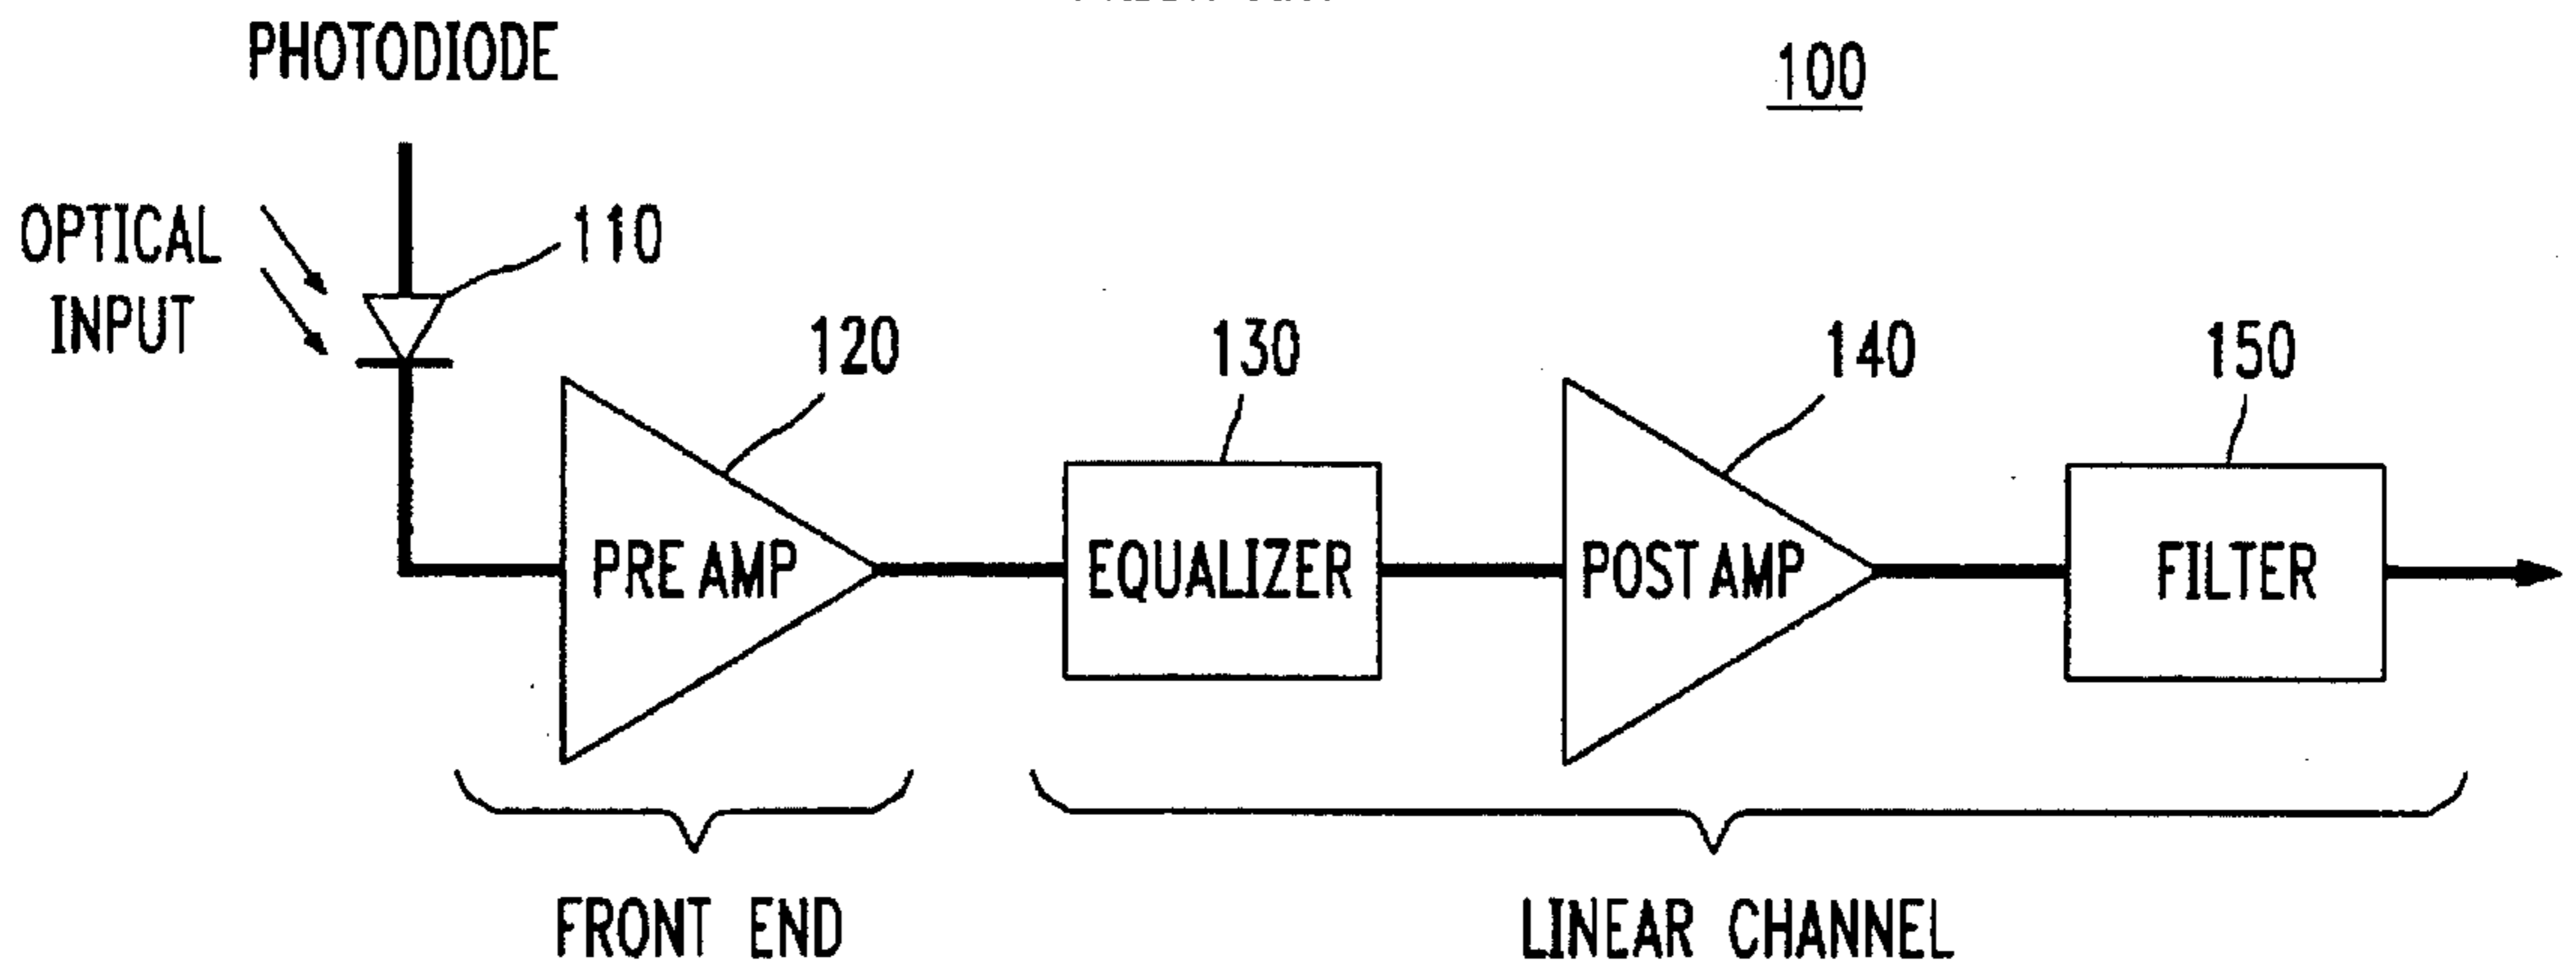 PHOTODIODE
100
OPTICAL
INPUT
110
120
130
140
150
PRE AMP
EQUALIZER
POST AMP
FILTER
FRONT END
LINEAR CHANNEL